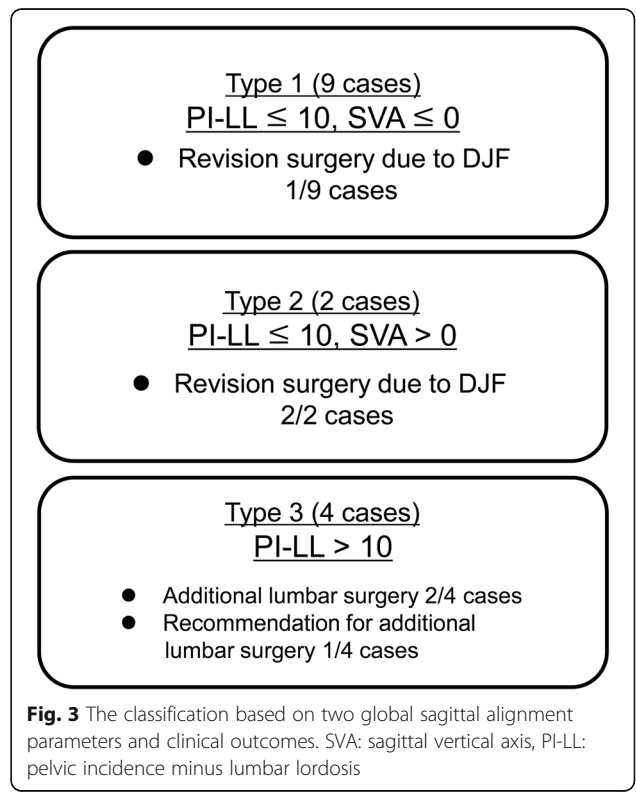 Type 1 (9 cases)
PI-LL ≤ 10, SVA ≤ 0
● Revision surgery due to DJF
1/9 cases
Type 2 (2 cases)
PI-LL ≤ 10, SVA > 0
● Revision surgery due to DJF
2/2 cases
Type 3 (4 cases)
PI-LL > 10
● Additional lumbar surgery 2/4 cases
● Recommendation for additional
lumbar surgery 1/4 cases
Fig. 3 The classification based on two global sagittal alignment
parameters and clinical outcomes. SVA: sagittal vertical axis, PI-LL:
pelvic incidence minus lumbar lordosis